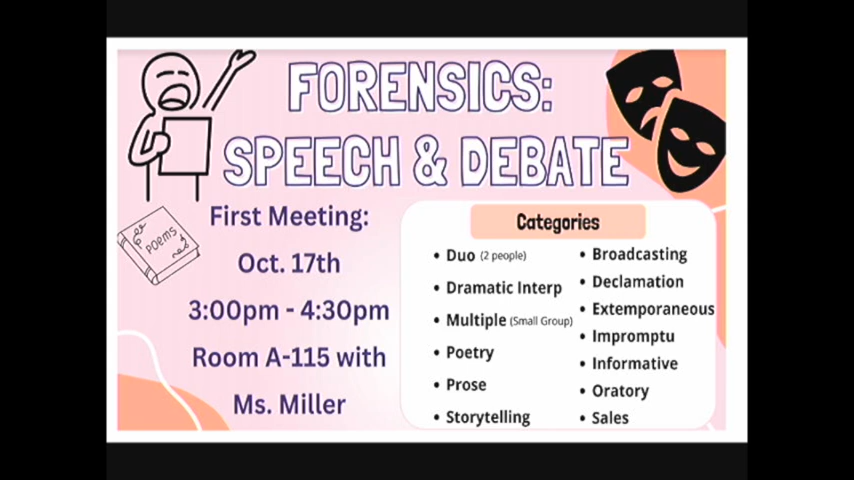 FORENSICS:
SPEECH & DEBATE
POEMS
First Meeting:
Oct. 17th
3:00pm - 4:30pm
Room A-115 with
Ms. Miller
Categories
• Duo (2 people)
• Dramatic Interp
• Multiple (Small Group)
• Poetry
• Prose
• Storytelling
• Broadcasting
• Declamation
• Extemporaneous
• Impromptu
• Informative
• Oratory
• Sales